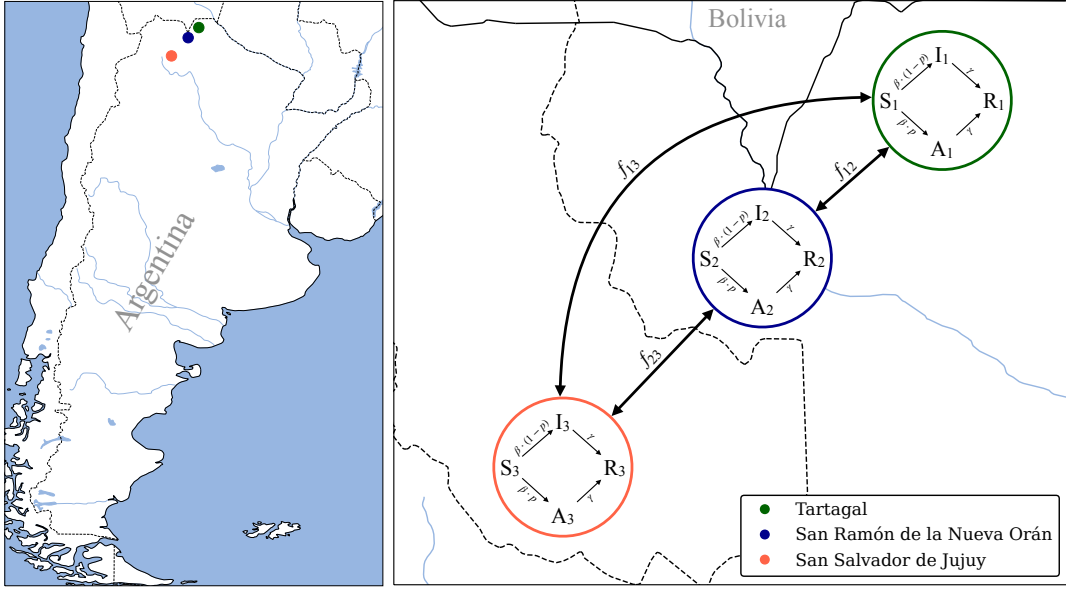 Argentina
Bolivia
I₁
β·(1−p)
γ
S₁
R₁
β·p
γ
A₁
f₁₃
f₁₂
I₂
β·(1−p)
γ
S₂
R₂
β·p
γ
A₂
f₂₃
I₃
β·(1−p)
γ
S₃
R₃
β·p
γ
A₃
Tartagal
San Ramón de la Nueva Orán
San Salvador de Jujuy